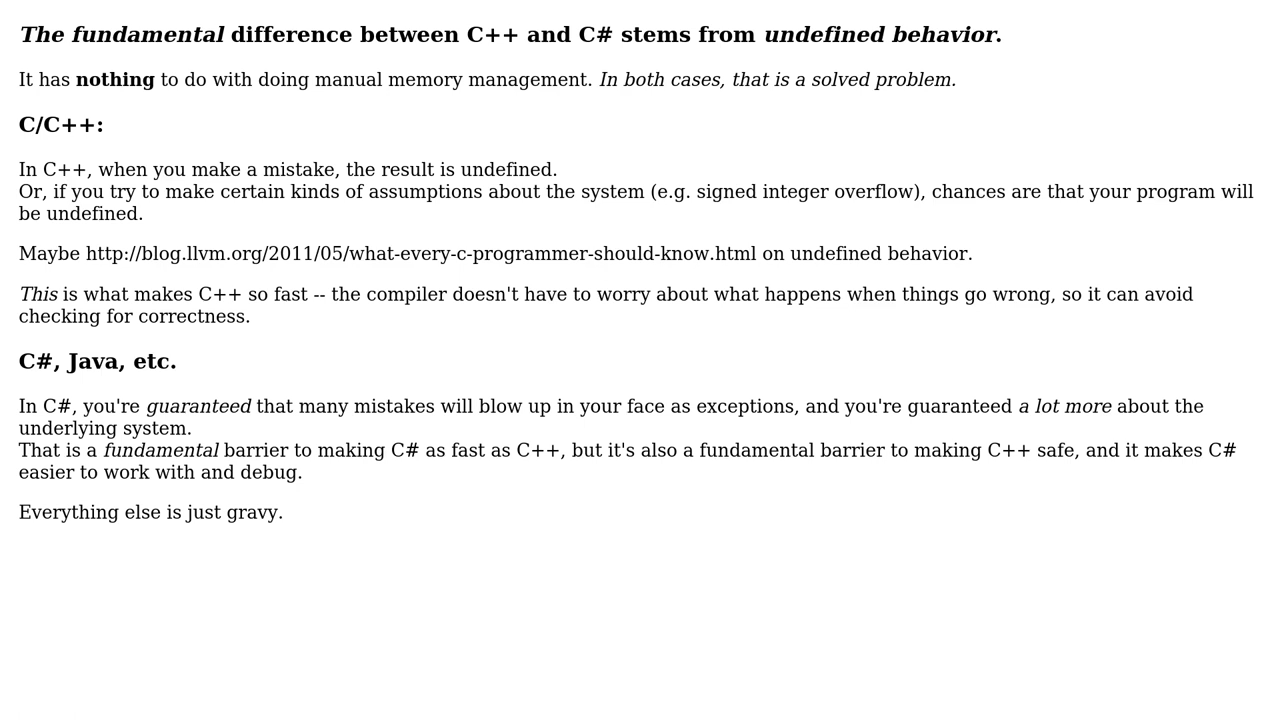 The fundamental difference between C++ and C# stems from undefined behavior.
It has nothing to do with doing manual memory management. In both cases, that is a solved problem.
C/C++:
In C++, when you make a mistake, the result is undefined.
Or, if you try to make certain kinds of assumptions about the system (e.g. signed integer overflow), chances are that your program will
be undefined.
Maybe http://blog.llvm.org/2011/05/what-every-c-programmer-should-know.html on undefined behavior.
This is what makes C++ so fast -- the compiler doesn't have to worry about what happens when things go wrong, so it can avoid
checking for correctness.
C#, Java, etc.
In C#, you're guaranteed that many mistakes will blow up in your face as exceptions, and you're guaranteed a lot more about the
underlying system.
That is a fundamental barrier to making C# as fast as C++, but it's also a fundamental barrier to making C++ safe, and it makes C#
easier to work with and debug.
Everything else is just gravy.